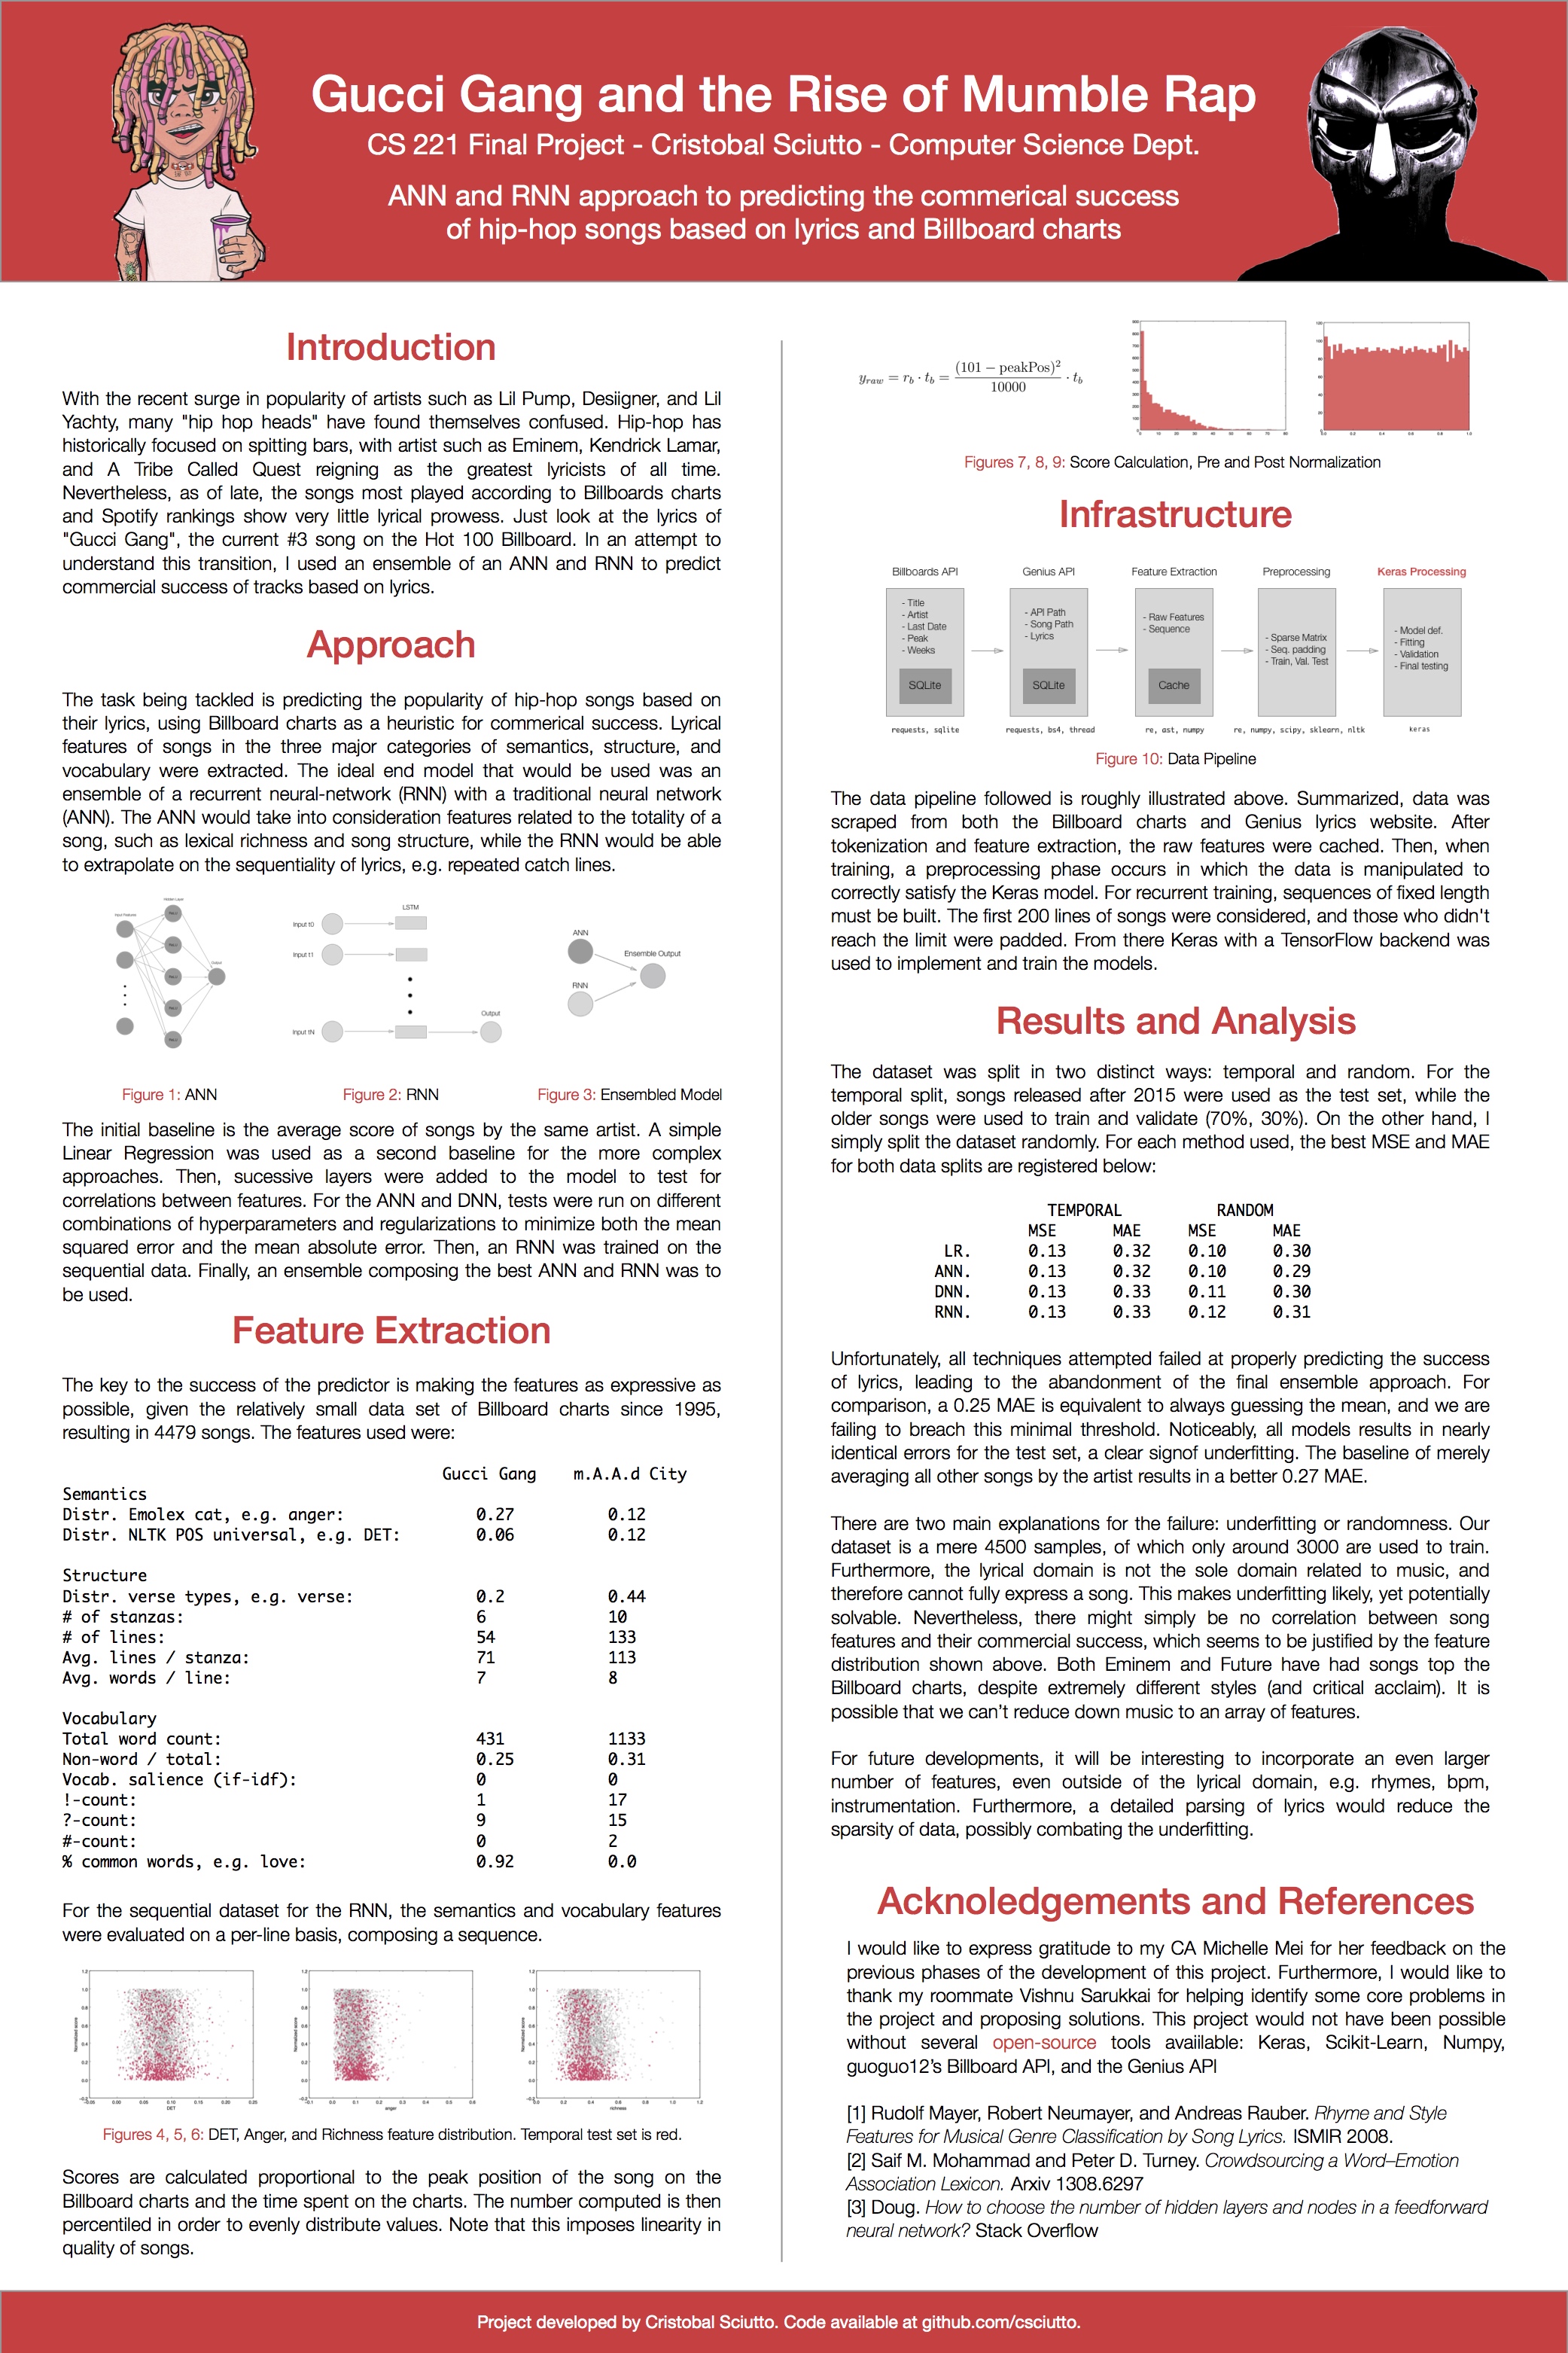 Gucci Gang and the Rise of Mumble Rap
CS 221 Final Project - Cristobal Sciutto - Computer Science Dept.
ANN and RNN approach to predicting the commerical success
of hip-hop songs based on lyrics and Billboard charts
Introduction
With the recent surge in popularity of artists such as Lil Pump, Desiigner, and Lil
Yachty, many "hip hop heads" have found themselves confused. Hip-hop has
historically focused on spitting bars, with artist such as Eminem, Kendrick Lamar,
and A Tribe Called Quest reigning as the greatest lyricists of all time.
Nevertheless, as of late, the songs most played according to Billboards charts
and Spotify rankings show very little lyrical prowess. Just look at the lyrics of
"Gucci Gang", the current #3 song on the Hot 100 Billboard. In an attempt to
understand this transition, I used an ensemble of an ANN and RNN to predict
commercial success of tracks based on lyrics.
Approach
The task being tackled is predicting the popularity of hip-hop songs based on
their lyrics, using Billboard charts as a heuristic for commerical success. Lyrical
features of songs in the three major categories of semantics, structure, and
vocabulary were extracted. The ideal end model that would be used was an
ensemble of a recurrent neural-network (RNN) with a traditional neural network
(ANN). The ANN would take into consideration features related to the totality of a
song, such as lexical richness and song structure, while the RNN would be able
to extrapolate on the sequentiality of lyrics, e.g. repeated catch lines.
Input Features
Hidden Layer
ReLU
ReLU
ReLU
ReLU
ReLU
Output
LSTM
Input t0
Input t1
Input tN
Output
ANN
RNN
Ensemble Output
Figure 1: ANN
Figure 2: RNN
Figure 3: Ensembled Model
The initial baseline is the average score of songs by the same artist. A simple
Linear Regression was used as a second baseline for the more complex
approaches. Then, sucessive layers were added to the model to test for
correlations between features. For the ANN and DNN, tests were run on different
combinations of hyperparameters and regularizations to minimize both the mean
squared error and the mean absolute error. Then, an RNN was trained on the
sequential data. Finally, an ensemble composing the best ANN and RNN was to
be used.
Feature Extraction
The key to the success of the predictor is making the features as expressive as
possible, given the relatively small data set of Billboard charts since 1995,
resulting in 4479 songs. The features used were:
Gucci Gang m.A.A.d City
Semantics
Distr. Emolex cat, e.g. anger: 0.27 0.12
Distr. NLTK POS universal, e.g. DET: 0.06 0.12
Structure
Distr. verse types, e.g. verse: 0.2 0.44
# of stanzas: 6 10
# of lines: 54 133
Avg. lines / stanza: 71 113
Avg. words / line: 7 8
Vocabulary
Total word count: 431 1133
Non-word / total: 0.25 0.31
Vocab. salience (if-idf): 0 0
!-count: 1 17
?-count: 9 15
#-count: 0 2
% common words, e.g. love: 0.92 0.0
For the sequential dataset for the RNN, the semantics and vocabulary features
were evaluated on a per-line basis, composing a sequence.
Normalized score
DET
Normalized score
anger
Normalized score
richness
Figures 4, 5, 6: DET, Anger, and Richness feature distribution. Temporal test set is red.
Scores are calculated proportional to the peak position of the song on the
Billboard charts and the time spent on the charts. The number computed is then
percentiled in order to evenly distribute values. Note that this imposes linearity in
quality of songs.
y_raw = r_b · t_b = (101 − peakPos)² / 10000 · t_b
Figures 7, 8, 9: Score Calculation, Pre and Post Normalization
Infrastructure
Billboards API
- Title
- Artist
- Last Date
- Peak
- Weeks
SQLite
requests, sqlite
Genius API
- API Path
- Song Path
- Lyrics
SQLite
requests, bs4, thread
Feature Extraction
- Raw Features
- Sequence
Cache
re, ast, numpy
Preprocessing
- Sparse Matrix
- Seq. padding
- Train, Val. Test
re, numpy, scipy, sklearn, nltk
Keras Processing
- Model def.
- Fitting
- Validation
- Final testing
keras
Figure 10: Data Pipeline
The data pipeline followed is roughly illustrated above. Summarized, data was
scraped from both the Billboard charts and Genius lyrics website. After
tokenization and feature extraction, the raw features were cached. Then, when
training, a preprocessing phase occurs in which the data is manipulated to
correctly satisfy the Keras model. For recurrent training, sequences of fixed length
must be built. The first 200 lines of songs were considered, and those who didn't
reach the limit were padded. From there Keras with a TensorFlow backend was
used to implement and train the models.
Results and Analysis
The dataset was split in two distinct ways: temporal and random. For the
temporal split, songs released after 2015 were used as the test set, while the
older songs were used to train and validate (70%, 30%). On the other hand, I
simply split the dataset randomly. For each method used, the best MSE and MAE
for both data splits are registered below:
TEMPORAL RANDOM
MSE MAE MSE MAE
LR. 0.13 0.32 0.10 0.30
ANN. 0.13 0.32 0.10 0.29
DNN. 0.13 0.33 0.11 0.30
RNN. 0.13 0.33 0.12 0.31
Unfortunately, all techniques attempted failed at properly predicting the success
of lyrics, leading to the abandonment of the final ensemble approach. For
comparison, a 0.25 MAE is equivalent to always guessing the mean, and we are
failing to breach this minimal threshold. Noticeably, all models results in nearly
identical errors for the test set, a clear signof underfitting. The baseline of merely
averaging all other songs by the artist results in a better 0.27 MAE.
There are two main explanations for the failure: underfitting or randomness. Our
dataset is a mere 4500 samples, of which only around 3000 are used to train.
Furthermore, the lyrical domain is not the sole domain related to music, and
therefore cannot fully express a song. This makes underfitting likely, yet potentially
solvable. Nevertheless, there might simply be no correlation between song
features and their commercial success, which seems to be justified by the feature
distribution shown above. Both Eminem and Future have had songs top the
Billboard charts, despite extremely different styles (and critical acclaim). It is
possible that we can’t reduce down music to an array of features.
For future developments, it will be interesting to incorporate an even larger
number of features, even outside of the lyrical domain, e.g. rhymes, bpm,
instrumentation. Furthermore, a detailed parsing of lyrics would reduce the
sparsity of data, possibly combating the underfitting.
Acknoledgements and References
I would like to express gratitude to my CA Michelle Mei for her feedback on the
previous phases of the development of this project. Furthermore, I would like to
thank my roommate Vishnu Sarukkai for helping identify some core problems in
the project and proposing solutions. This project would not have been possible
without several open-source tools avaiilable: Keras, Scikit-Learn, Numpy,
guoguo12’s Billboard API, and the Genius API
[1] Rudolf Mayer, Robert Neumayer, and Andreas Rauber. Rhyme and Style
Features for Musical Genre Classification by Song Lyrics. ISMIR 2008.
[2] Saif M. Mohammad and Peter D. Turney. Crowdsourcing a Word–Emotion
Association Lexicon. Arxiv 1308.6297
[3] Doug. How to choose the number of hidden layers and nodes in a feedforward
neural network? Stack Overflow
Project developed by Cristobal Sciutto. Code available at github.com/csciutto.